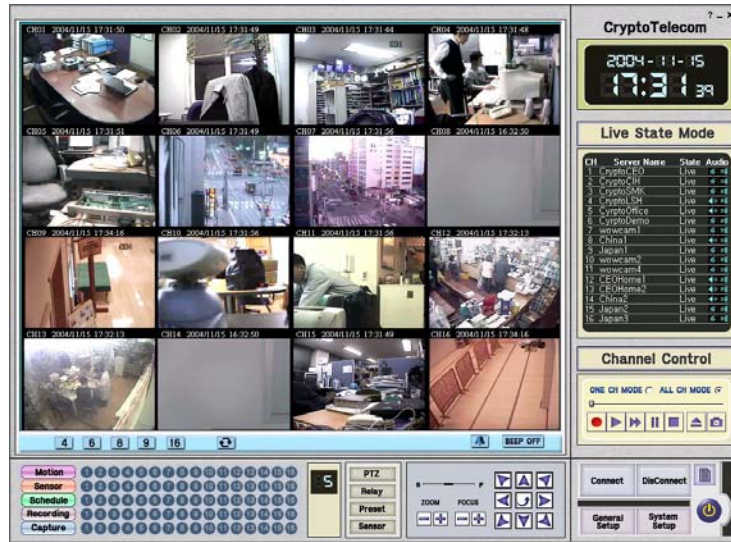 ? _ x
CryptoTelecom
2004-11-15
17:31 39
Live State Mode
CH Server Name State Audio
1 CryptoCEO Live
2 CryptoCIH Live
3 CryptoSMK Live
4 CryptoLSH Live
5 CyrptoOffice Live
6 CyrptoDemo Live
7 wowcam1 Live
8 China1 Live
9 Japan1 Live
10 wowcam2 Live
11 wowcam4 Live
12 CEOHome1 Live
13 CEOHome2 Live
14 China2 Live
15 Japan2 Live
16 Japan3 Live
Channel Control
ONE CH MODE ALL CH MODE
CH01 2004/11/15 17:31:50
CH02 2004/11/15 17:31:49
CH03 2004/11/15 17:31:44
CH04 2004/11/15 17:31:48
CH05 2004/11/15 17:31:51
CH06 2004/11/15 17:31:49
CH07 2004/11/15 17:31:56
CH08 2004/11/15 16:32:50
CH09 2004/11/15 17:34:16
CH10 2004/11/15 17:31:56
CH11 2004/11/15 17:31:56
CH12 2004/11/15 17:31:56
CH13 2004/11/15 17:32:13
CH14 2004/11/15 16:32:50
CH15 2004/11/15 17:31:49
CH16 2004/11/15 17:34:16
4 6 8 9 16
BEEP OFF
Motion
Sensor
Schedule
Recording
Capture
5
PTZ
Relay
Preset
Sensor
ZOOM FOCUS
Connect DisConnect
General Setup
System Setup